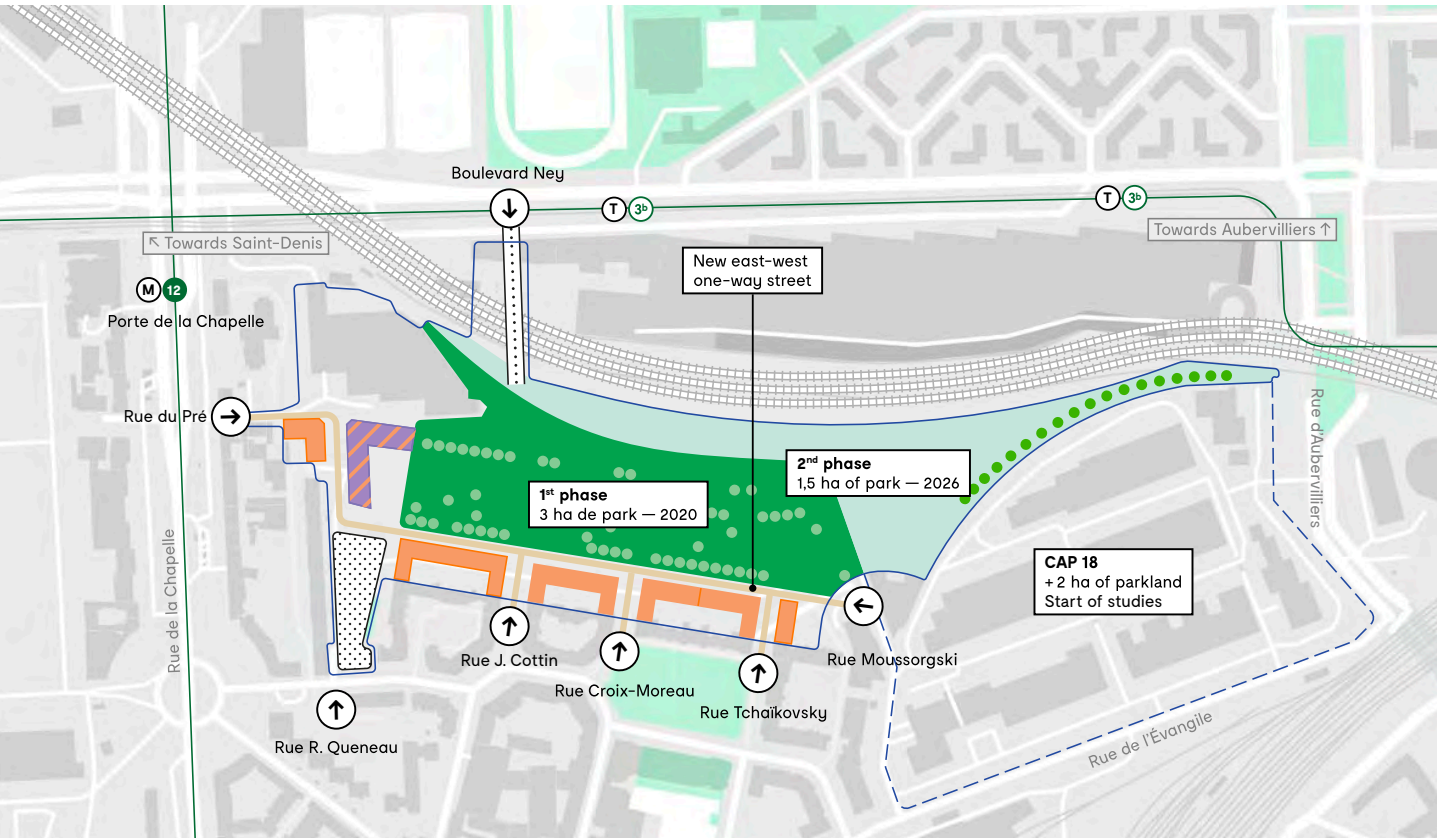 Boulevard Ney
T 3b
T 3b
↖ Towards Saint-Denis
Towards Aubervilliers ↑
New east-west
one-way street
M 12
Porte de la Chapelle
Rue du Pré
Rue d'Aubervilliers
2nd phase
1,5 ha of park — 2026
1st phase
3 ha de park — 2020
CAP 18
+ 2 ha of parkland
Start of studies
Rue de la Chapelle
Rue J. Cottin
Rue Moussorgski
Rue Croix-Moreau
Rue Tchaïkovsky
Rue R. Queneau
Rue de l'Évangile